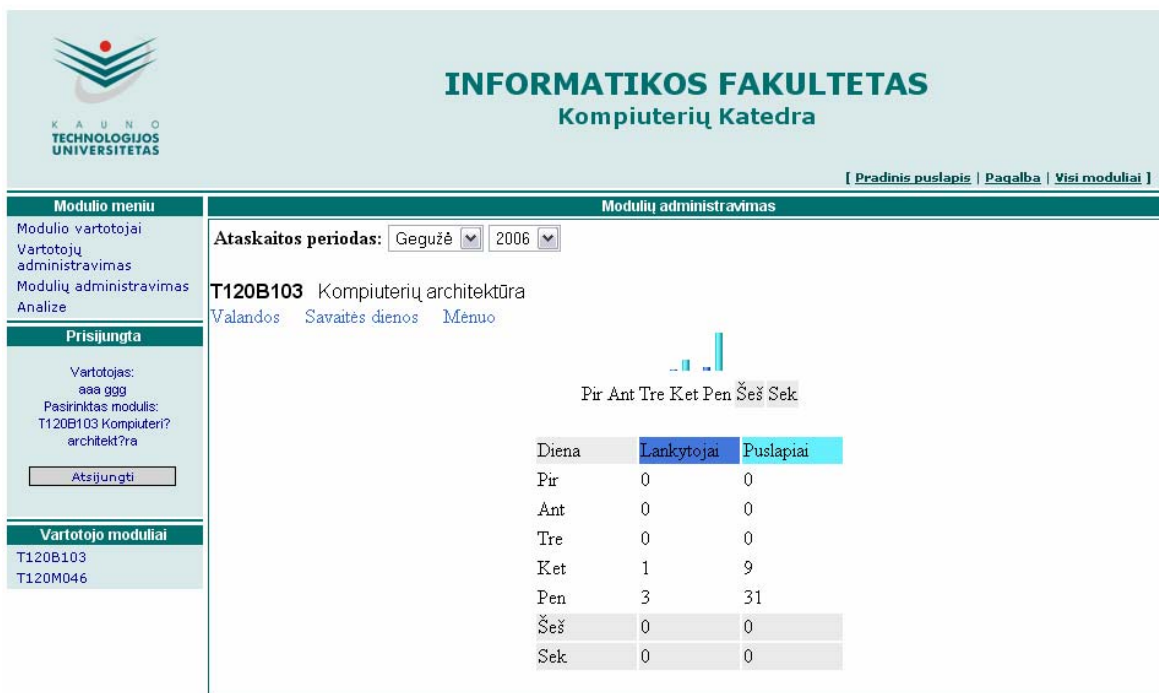 K A U N O
TECHNOLOGIJOS
UNIVERSITETAS
INFORMATIKOS FAKULTETAS
Kompiuterių Katedra
[ Pradinis puslapis | Pagalba | Visi moduliai ]
Modulio meniu
Modulio vartotojai
Vartotojų
administravimas
Modulių administravimas
Analize
Prisijungta
Vartotojas:
aaa ggg
Pasirinktas modulis:
T120B103 Kompiuteri?
architekt?ra
Atsijungti
Vartotojo moduliai
T120B103
T120M046
Modulių administravimas
Ataskaitos periodas: Gegužė 2006
T120B103 Kompiuterių architektūra
Valandos Savaitės dienos Mėnuo
Pir Ant Tre Ket Pen Šeš Sek
Diena Lankytojai Puslapiai
Pir 0 0
Ant 0 0
Tre 0 0
Ket 1 9
Pen 3 31
Šeš 0 0
Sek 0 0